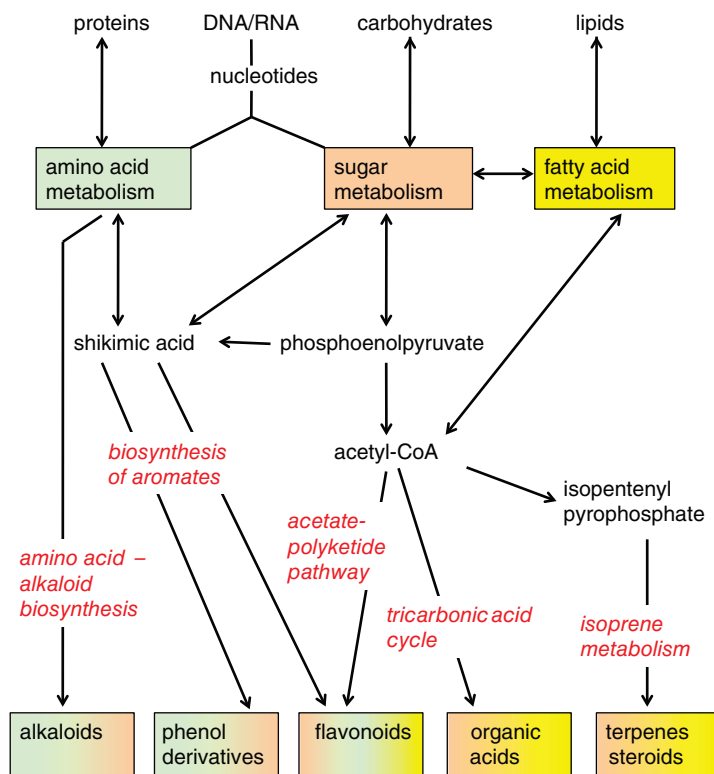 proteins
DNA/RNA
carbohydrates
lipids
nucleotides
amino acid
metabolism
sugar
metabolism
fatty acid
metabolism
shikimic acid
phosphoenolpyruvate
biosynthesis
of aromates
acetyl-CoA
isopentenyl
pyrophosphate
acetate-
polyketide
pathway
amino acid –
alkaloid
biosynthesis
tricarbonic acid
cycle
isoprene
metabolism
alkaloids
phenol
derivatives
flavonoids
organic
acids
terpenes
steroids